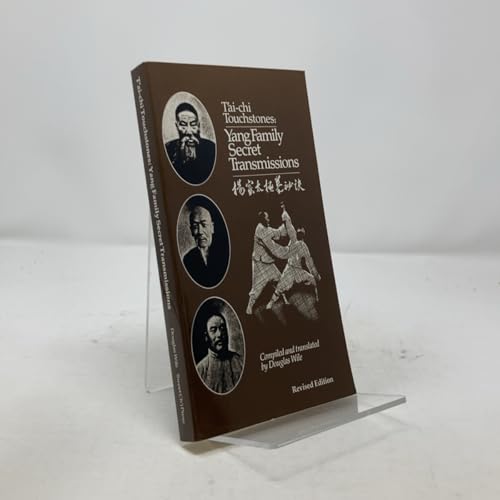 T'ai-chi
Touchstones:
Yang Family
Secret
Transmissions
楊家太極拳秘訣
Compiled and translated
by Douglas Wile
Revised Edition
T'ai-chi Touchstones: Yang Family Secret Transmissions
Douglas Wile Sweet Ch'i Press